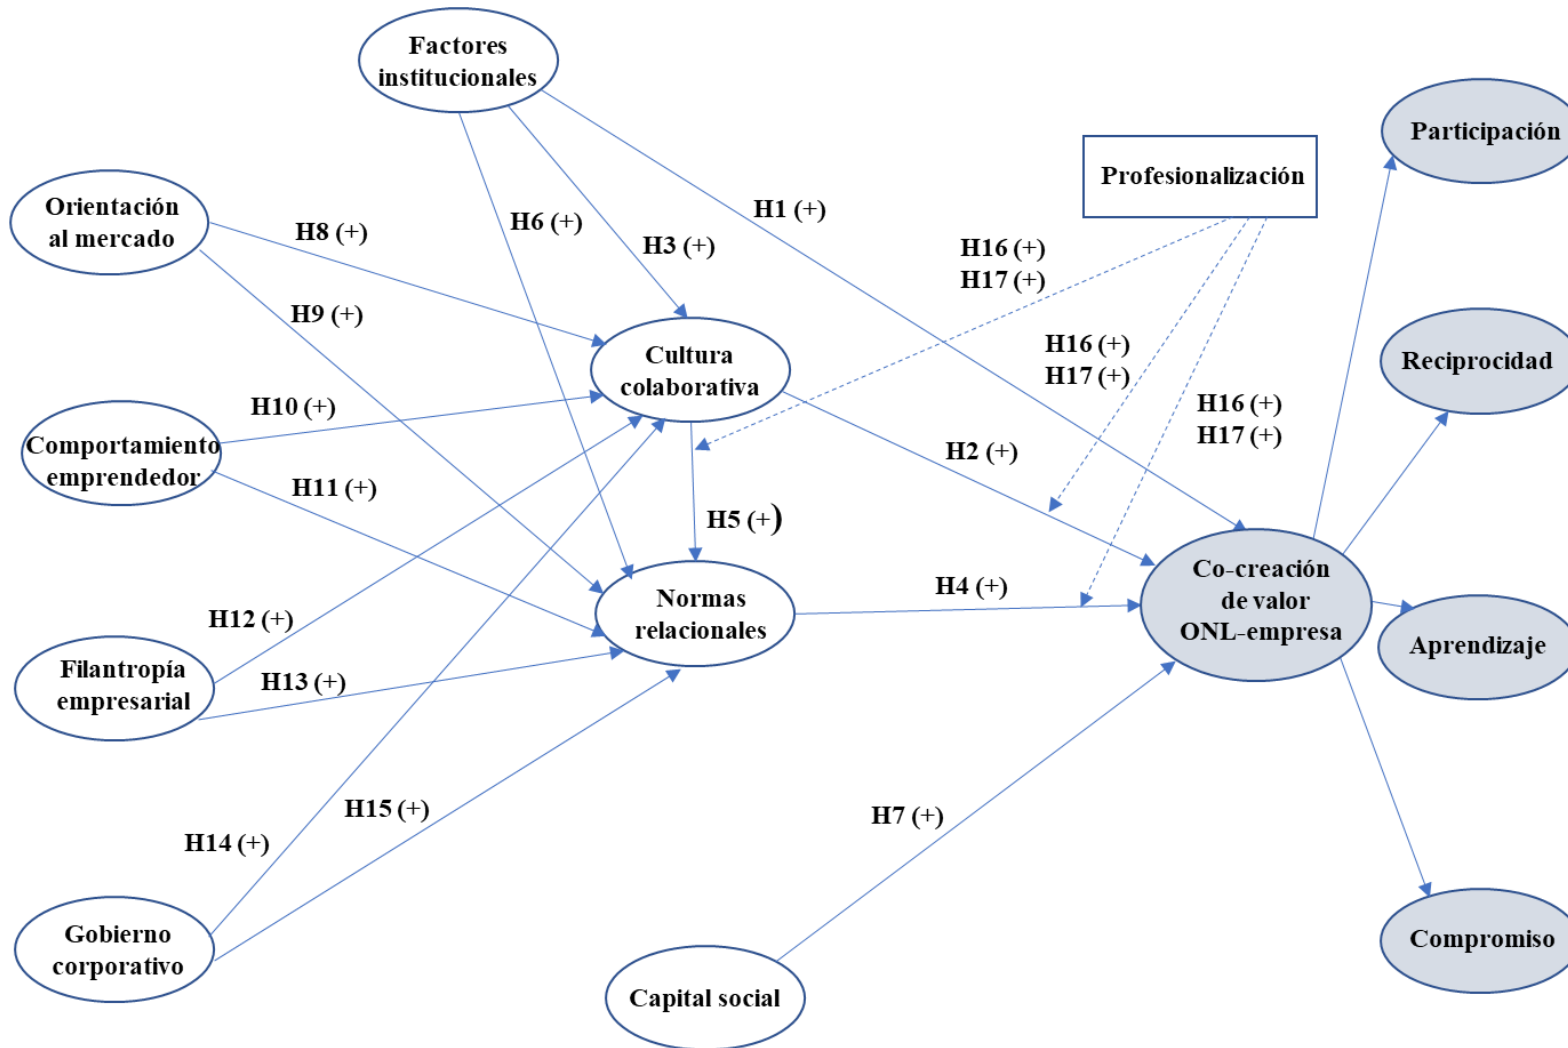 Factores
institucionales
Participación
Profesionalización
Orientación
al mercado
H1 (+)
H6 (+)
H8 (+)
H3 (+)
H16 (+)
H17 (+)
H9 (+)
H16 (+)
H17 (+)
Reciprocidad
Cultura
colaborativa
H10 (+)
H16 (+)
H17 (+)
Comportamiento
emprendedor
H2 (+)
H11 (+)
H5 (+)
Co-creación
de valor
ONL-empresa
H4 (+)
Normas
relacionales
H12 (+)
Aprendizaje
Filantropía
empresarial
H13 (+)
H15 (+)
H7 (+)
H14 (+)
Gobierno
corporativo
Compromiso
Capital social